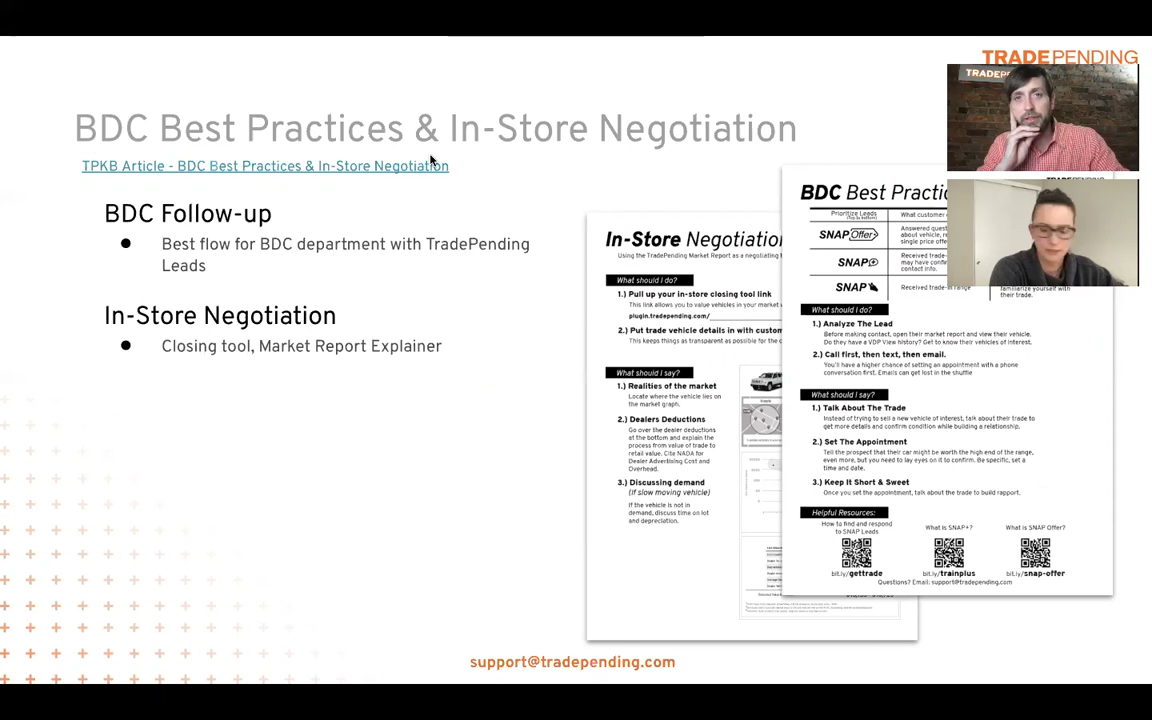 TRADEPENDING
BDC Best Practices & In-Store Negotiation
TPKB Article - BDC Best Practices & In-Store Negotiation
BDC Follow-up
● Best flow for BDC department with TradePending
Leads
In-Store Negotiation
● Closing tool, Market Report Explainer
In-Store Negotiation
Using the TradePending Market Report as a negotiating
What should I do?
1.) Pull up your in-store closing tool link
This link allows you to value vehicles in your market
plugin.tradepending.com/
2.) Put trade vehicle details in with
This keeps things as transparent as possible for the
What should I say?
1.) Realities of the market
Locate where the vehicle lies on
the market graph.
2.) Dealers Deductions
Go over the dealer deductions
at the bottom and explain the
process from value of trade to
retail value. Cite NADA for
Dealer Advertising Cost and
Overhead.
3.) Discussing demand
(If slow moving vehicle)
If the vehicle is not in
demand, discuss time on lot
and depreciation.
BDC Best Practic
Prioritize Leads
What customer
SNAP Offer
Answered quest
about vehicle, re
single price offe
SNAP
Received trade-
may have confi
contact info.
SNAP
Received trade-in range
familiarize yourself with
their trade.
What should I do?
1.) Analyze The Lead
Before making contact, open their market report and view their vehicle.
Do they have a VDP View history? Get to know their vehicles of interest.
2.) Call first, then text, then email.
You'll have a higher chance of setting an appointment with a phone
conversation first. Emails can get lost in the shuffle
What should I say?
1.) Talk About The Trade
Instead of trying to sell a new vehicle of interest, talk about their trade to
get more details and confirm condition while building a relationship.
2.) Set The Appointment
Tell the prospect that their car might be worth the high end of the range,
even more, but you need to lay eyes on it to confirm. Be specific, set a
time and date.
3.) Keep It Short & Sweet
Once you set the appointment, talk about the trade to build rapport.
Helpful Resources:
How to find and respond
to SNAP Leads
What is SNAP+?
What is SNAP Offer?
bit.ly/gettrade
bit.ly/trainplus
bit.ly/snap-offer
Questions? Email: support@tradepending.com
support@tradepending.com